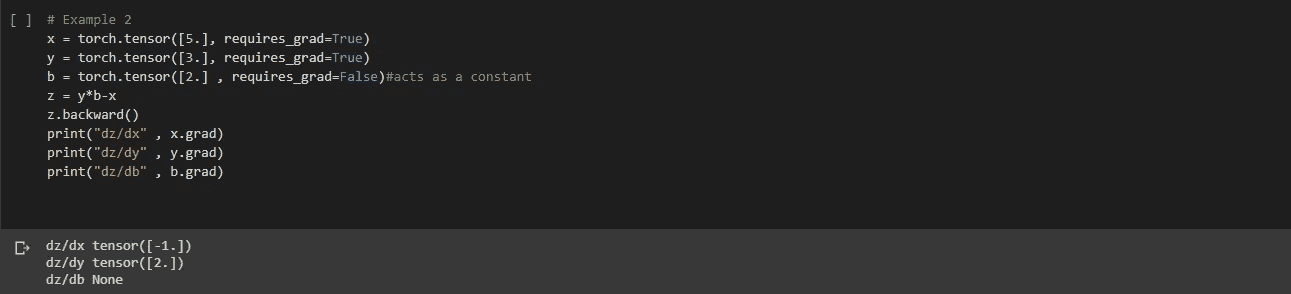 [ ] # Example 2
x = torch.tensor([5.], requires_grad=True)
y = torch.tensor([3.], requires_grad=True)
b = torch.tensor([2.] , requires_grad=False)#acts as a constant
z = y*b-x
z.backward()
print("dz/dx" , x.grad)
print("dz/dy" , y.grad)
print("dz/db" , b.grad)
dz/dx tensor([-1.])
dz/dy tensor([2.])
dz/db None